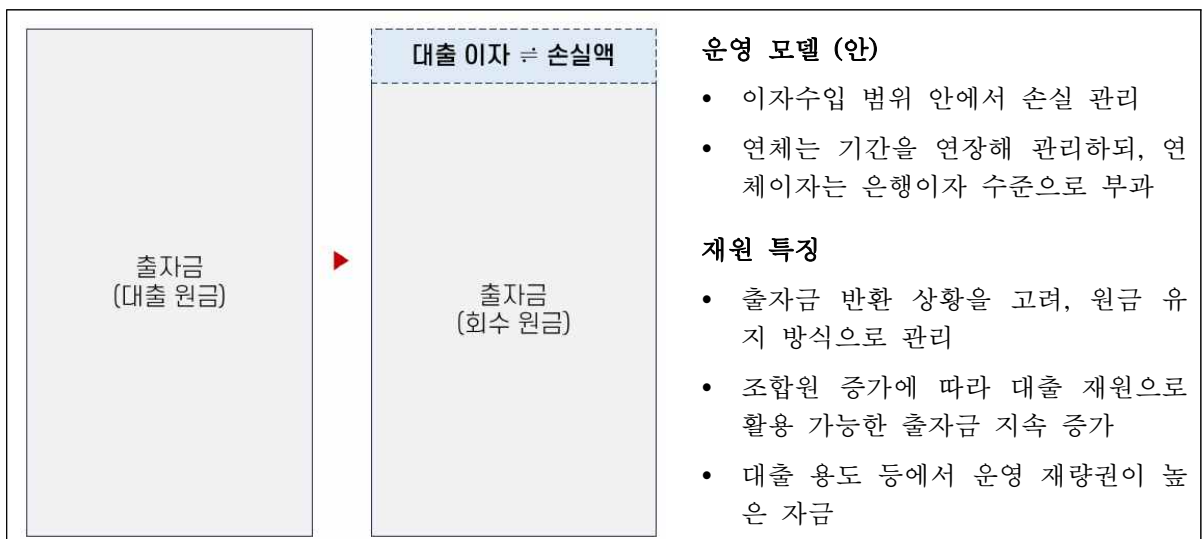 출자금
(대출 원금)
▶
대출 이자 ≓ 손실액
출자금
(회수 원금)
운영 모델 (안)
• 이자수입 범위 안에서 손실 관리
• 연체는 기간을 연장해 관리하되, 연
체이자는 은행이자 수준으로 부과
재원 특징
• 출자금 반환 상황을 고려, 원금 유
지 방식으로 관리
• 조합원 증가에 따라 대출 재원으로
활용 가능한 출자금 지속 증가
• 대출 용도 등에서 운영 재량권이 높
은 자금